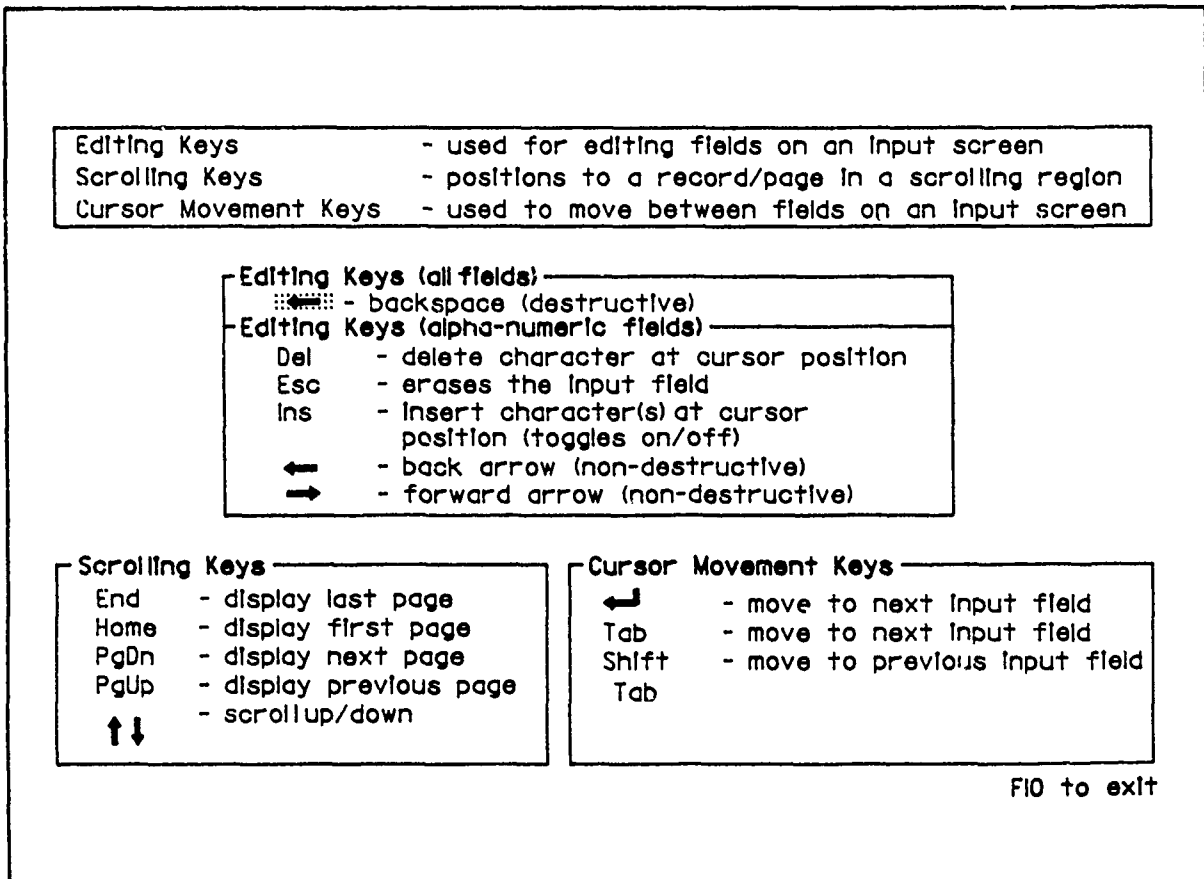 Editing Keys - used for editing fields on an input screen
Scrolling Keys - positions to a record/page in a scrolling region
Cursor Movement Keys - used to move between fields on an input screen
Editing Keys (all fields)
← - backspace (destructive)
Editing Keys (alpha-numeric fields)
Del - delete character at cursor position
Esc - erases the input field
Ins - insert character(s) at cursor
position (toggles on/off)
← - back arrow (non-destructive)
→ - forward arrow (non-destructive)
Scrolling Keys
End - display last page
Home - display first page
PgDn - display next page
PgUp - display previous page
↑↓ - scroll up/down
Cursor Movement Keys
↵ - move to next input field
Tab - move to next input field
Shift - move to previous input field
Tab
F10 to exit